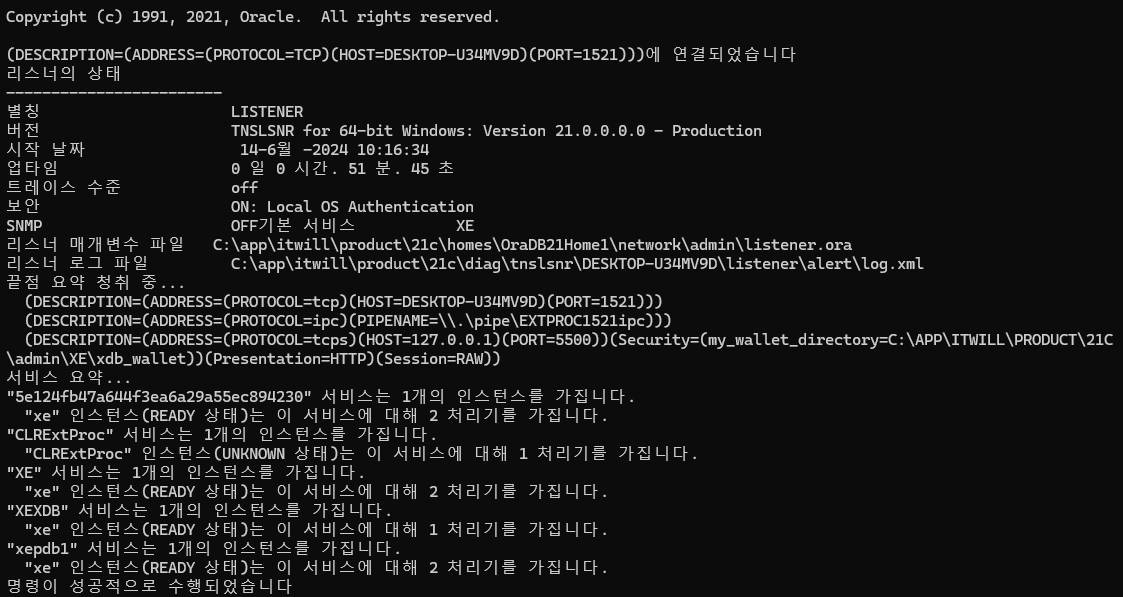 Copyright (c) 1991, 2021, Oracle.  All rights reserved.
(DESCRIPTION=(ADDRESS=(PROTOCOL=TCP)(HOST=DESKTOP-U34MV9D)(PORT=1521)))에 연결되었습니다
리스너의 상태
------------------------
별칭                     LISTENER
버전                     TNSLSNR for 64-bit Windows: Version 21.0.0.0.0 - Production
시작 날짜                 14-6월 -2024 10:16:34
업타임                   0 일 0 시간. 51 분. 45 초
트레이스 수준            off
보안                     ON: Local OS Authentication
SNMP                     OFF기본 서비스           XE
리스너 매개변수 파일   C:\app\itwill\product\21c\homes\OraDB21Home1\network\admin\listener.ora
리스너 로그 파일         C:\app\itwill\product\21c\diag\tnslsnr\DESKTOP-U34MV9D\listener\alert\log.xml
끝점 요약 청취 중...
  (DESCRIPTION=(ADDRESS=(PROTOCOL=tcp)(HOST=DESKTOP-U34MV9D)(PORT=1521)))
  (DESCRIPTION=(ADDRESS=(PROTOCOL=ipc)(PIPENAME=\\.\pipe\EXTPROC1521ipc)))
  (DESCRIPTION=(ADDRESS=(PROTOCOL=tcps)(HOST=127.0.0.1)(PORT=5500))(Security=(my_wallet_directory=C:\APP\ITWILL\PRODUCT\21C
\admin\XE\xdb_wallet))(Presentation=HTTP)(Session=RAW))
서비스 요약...
"5e124fb47a644f3ea6a29a55ec894230" 서비스는 1개의 인스턴스를 가집니다.
  "xe" 인스턴스(READY 상태)는 이 서비스에 대해 2 처리기를 가집니다.
"CLRExtProc" 서비스는 1개의 인스턴스를 가집니다.
  "CLRExtProc" 인스턴스(UNKNOWN 상태)는 이 서비스에 대해 1 처리기를 가집니다.
"XE" 서비스는 1개의 인스턴스를 가집니다.
  "xe" 인스턴스(READY 상태)는 이 서비스에 대해 2 처리기를 가집니다.
"XEXDB" 서비스는 1개의 인스턴스를 가집니다.
  "xe" 인스턴스(READY 상태)는 이 서비스에 대해 1 처리기를 가집니다.
"xepdb1" 서비스는 1개의 인스턴스를 가집니다.
  "xe" 인스턴스(READY 상태)는 이 서비스에 대해 2 처리기를 가집니다.
명령이 성공적으로 수행되었습니다